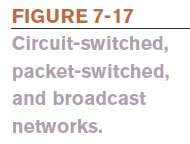 FIGURE 7-17
Circuit-switched,
packet-switched,
and broadcast
networks.